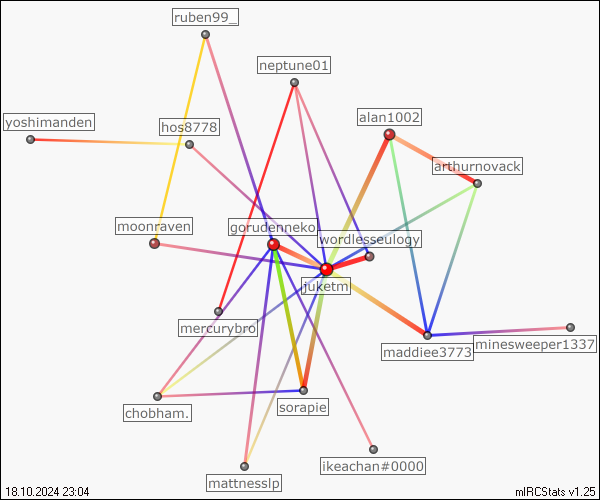 ruben99_
neptune01
alan1002
yoshimanden
hos8778
arthurnovack
moonraven
gorudenneko
wordlesseulogy
juketm
mercurybro
maddiee3773
minesweeper1337
chobham.
sorapie
mattnesslp
ikeachan#0000
18.10.2024 23:04
mIRCStats v1.25